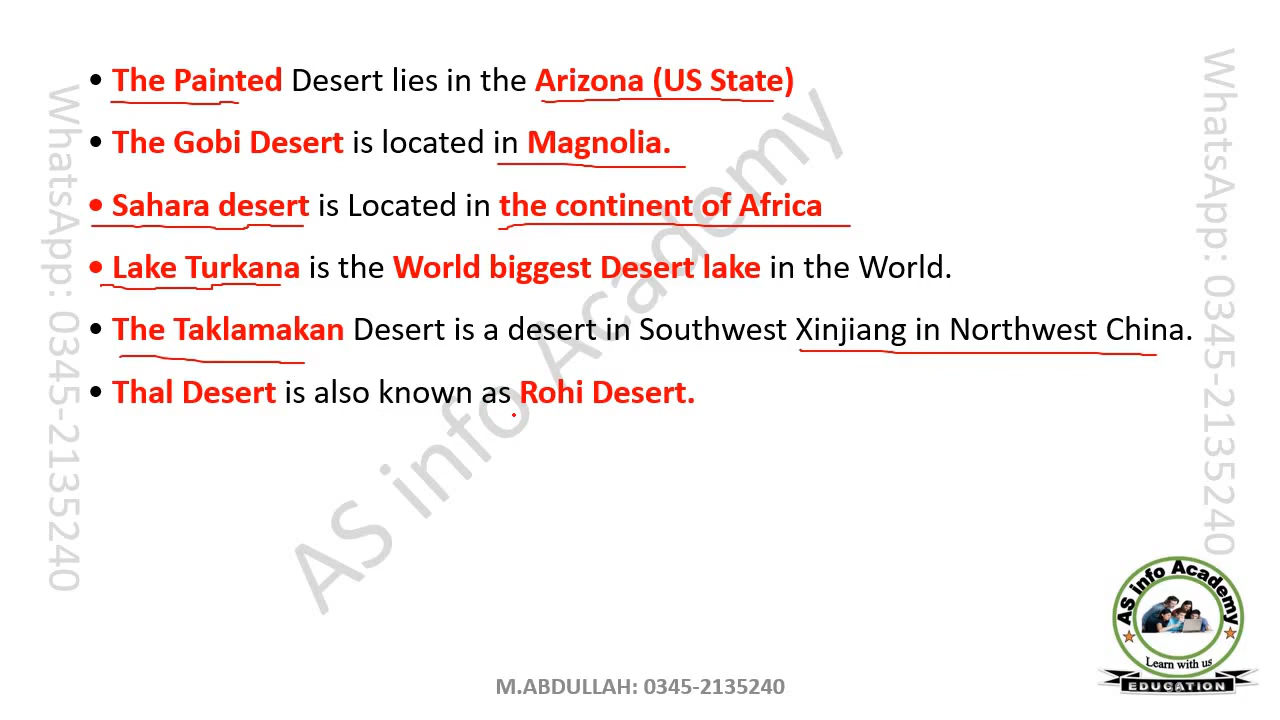 • The Painted Desert lies in the Arizona (US State)
• The Gobi Desert is located in Magnolia.
• Sahara desert is Located in the continent of Africa
• Lake Turkana is the World biggest Desert lake in the World.
• The Taklamakan Desert is a desert in Southwest Xinjiang in Northwest China.
• Thal Desert is also known as Rohi Desert.
WhatsApp: 0345-2135240
AS info Academy
WhatsApp: 0345-2135240
AS info Academy
Learn with us
EDUCATION
M.ABDULLAH: 0345-2135240